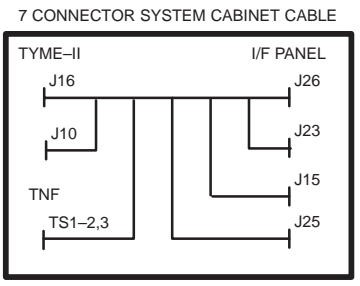 7 CONNECTOR SYSTEM CABINET CABLE
TYME–II
I/F PANEL
J16
J26
J10
J23
J15
TNF
TS1–2,3
J25